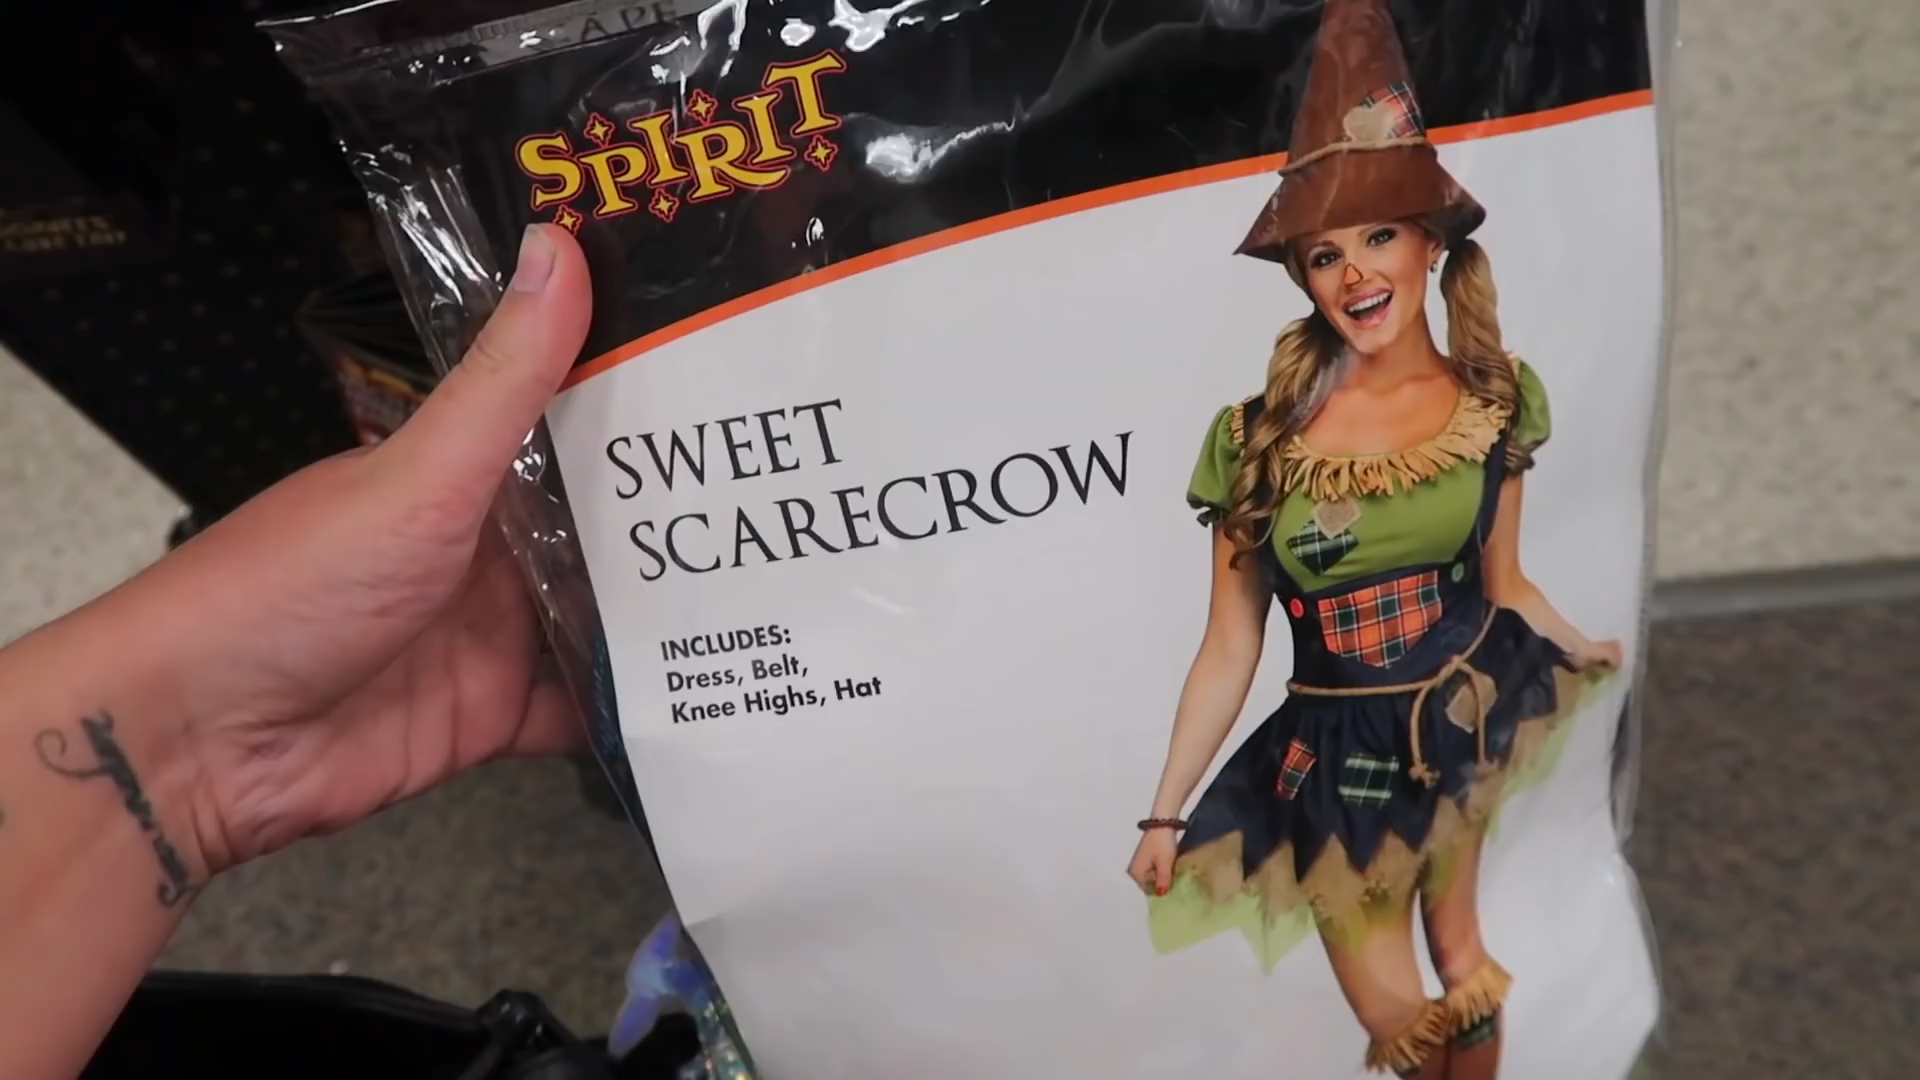 SPIRIT
SWEET
SCARECROW
INCLUDES:
Dress, Belt,
Knee Highs, Hat